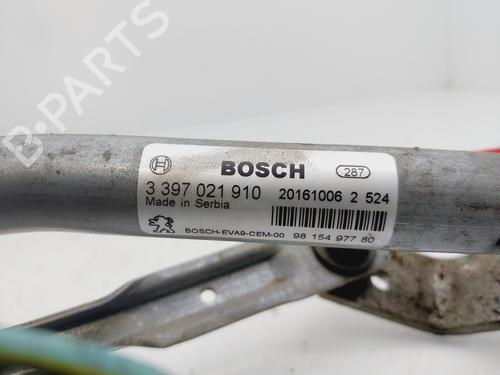 B-PARTS
BOSCH
287
3 397 021 910
20161006 2 524
Made in Serbia
BOSCH-EVA9-CEM-00 98 154 977 80